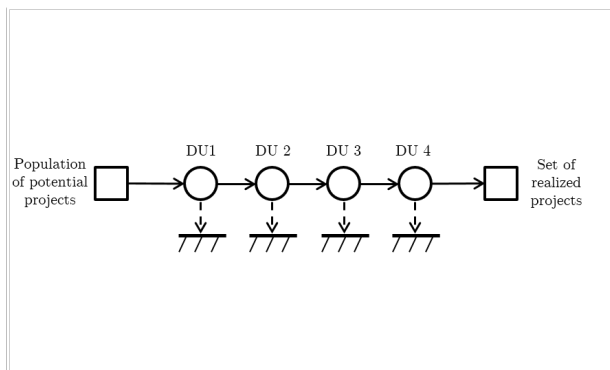 DU1 DU 2 DU 3 DU 4
Population
of potential
projects
Set of
realized
projects